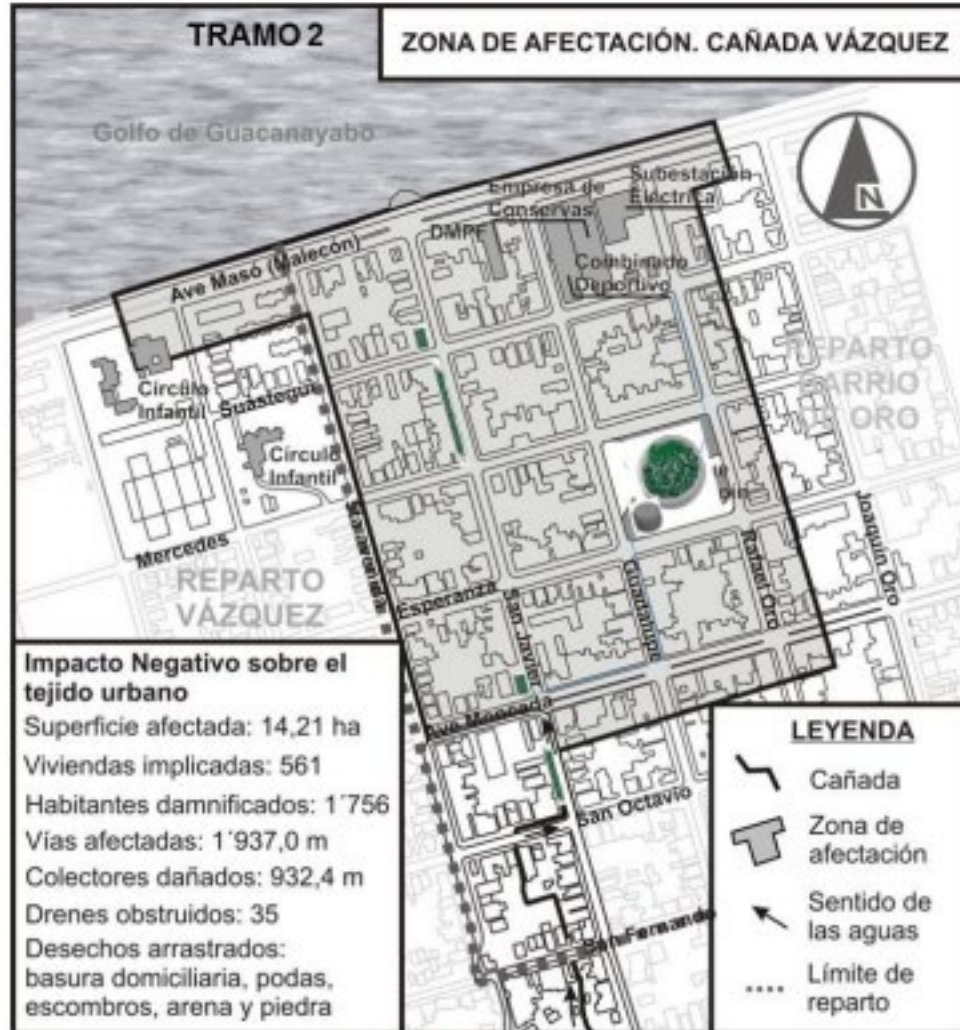 TRAMO 2
ZONA DE AFECTACIÓN. CAÑADA VÁZQUEZ
Golfo de Guacanayabo
Subestación
Eléctrica
Empresa de
Conservas
DMPF
Ave Masó (Malecón)
Combinado
Deportivo
REPARTO
BARRIO
DE ORO
Círculo
Infantil
Suástegui
Círculo
Infantil
Mercedes
REPARTO
VÁZQUEZ
Esperanza
San Javier
Guadalupe
Rafael Oro
Joaquín Oro
Ave Moncada
San Octavio
San Fernando
Impacto Negativo sobre el
tejido urbano
Superficie afectada: 14,21 ha
Viviendas implicadas: 561
Habitantes damnificados: 1´756
Vías afectadas: 1´937,0 m
Colectores dañados: 932,4 m
Drenes obstruidos: 35
Desechos arrastrados:
basura domiciliaria, podas,
escombros, arena y piedra
LEYENDA
Cañada
Zona de
afectación
Sentido de
las aguas
Límite de
reparto
N